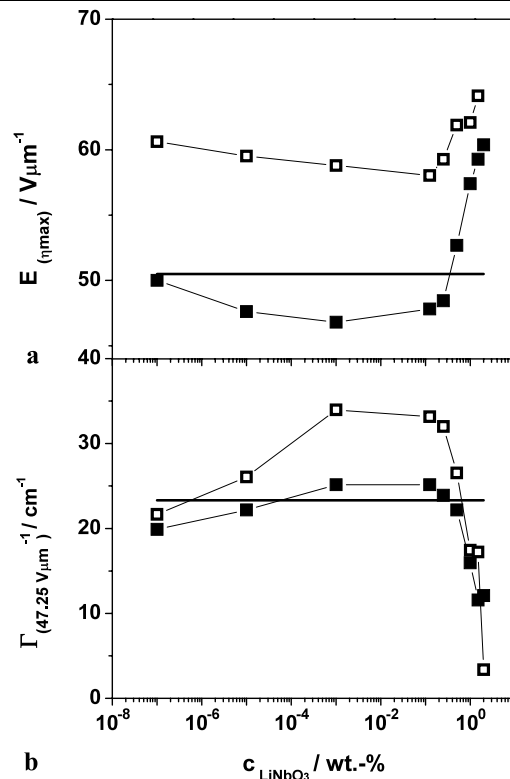 70
60
50
40
E (ηmax) / Vμm⁻¹
a
30
20
10
0
Γ (47.25 Vμm⁻¹) / cm⁻¹
10⁻⁸ 10⁻⁶ 10⁻⁴ 10⁻² 10⁰
b
c LiNbO₃ / wt.-%